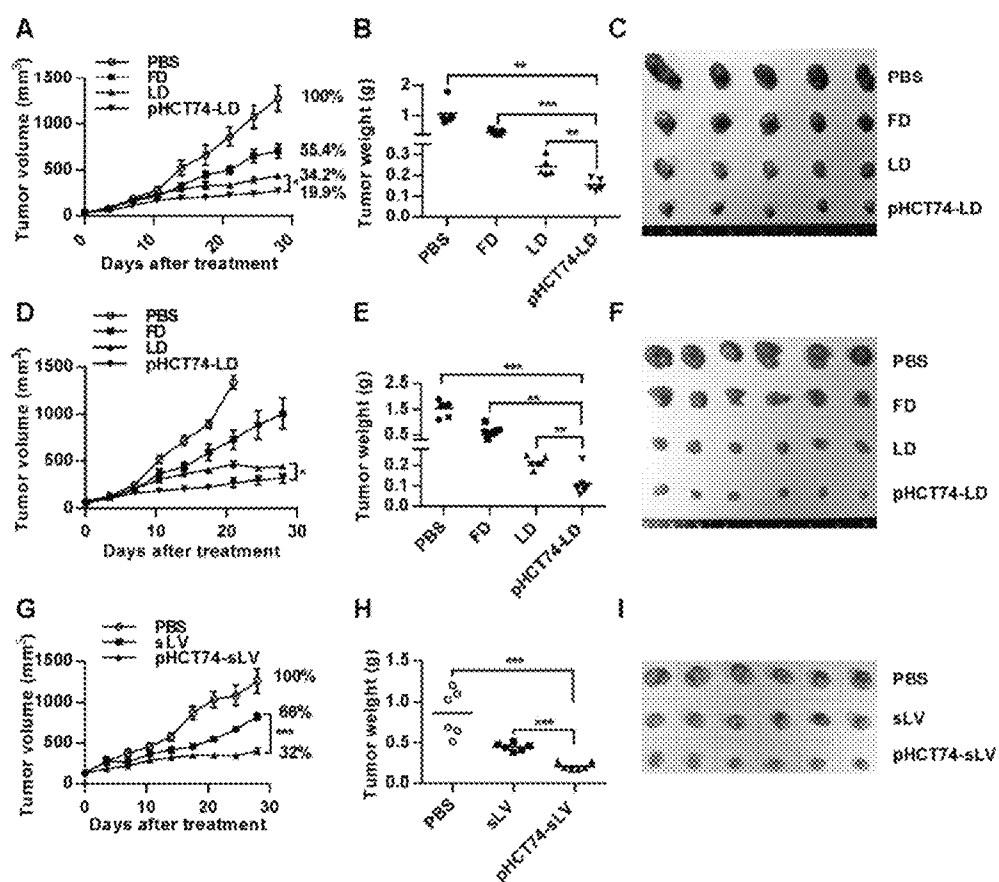 A
Tumor volume (mm³)
1500
1000
500
0
PBS
FD
LD
pHCT74-LD
100%
55.4%
34.2%
*
19.9%
0 10 20 30
Days after treatment
B
Tumor weight (g)
2
1
0.3
0.2
0.1
0.0
**
***
**
PBS
FD
LD
pHCT74-LD
C
PBS
FD
LD
pHCT74-LD
D
Tumor volume (mm³)
1500
1000
500
0
PBS
FD
LD
pHCT74-LD
*
0 10 20 30
Days after treatment
E
Tumor weight (g)
2.5
1.5
0.5
0.2
0.1
0.0
***
**
**
PBS
FD
LD
pHCT74-LD
F
PBS
FD
LD
pHCT74-LD
G
Tumor volume (mm³)
1500
1000
500
0
PBS
sLV
pHCT74-sLV
100%
66%
***
32%
0 10 20 30
Days after treatment
H
Tumor weight (g)
1.5
1.0
0.5
0.0
***
***
PBS
sLV
pHCT74-sLV
I
PBS
sLV
pHCT74-sLV